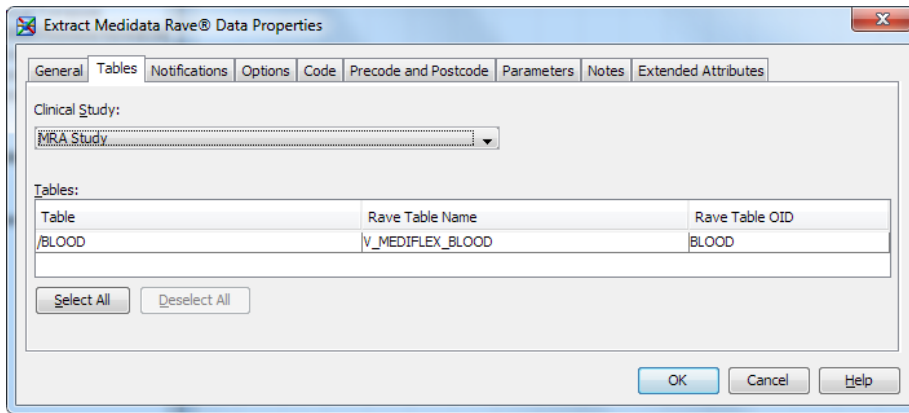 Extract Medidata Rave® Data Properties
x
General Tables Notifications Options Code Precode and Postcode Parameters Notes Extended Attributes
Clinical Study:
MRA Study
Tables:
Table Rave Table Name Rave Table OID
/BLOOD V_MEDIFLEX_BLOOD BLOOD
Select All Deselect All
OK Cancel Help